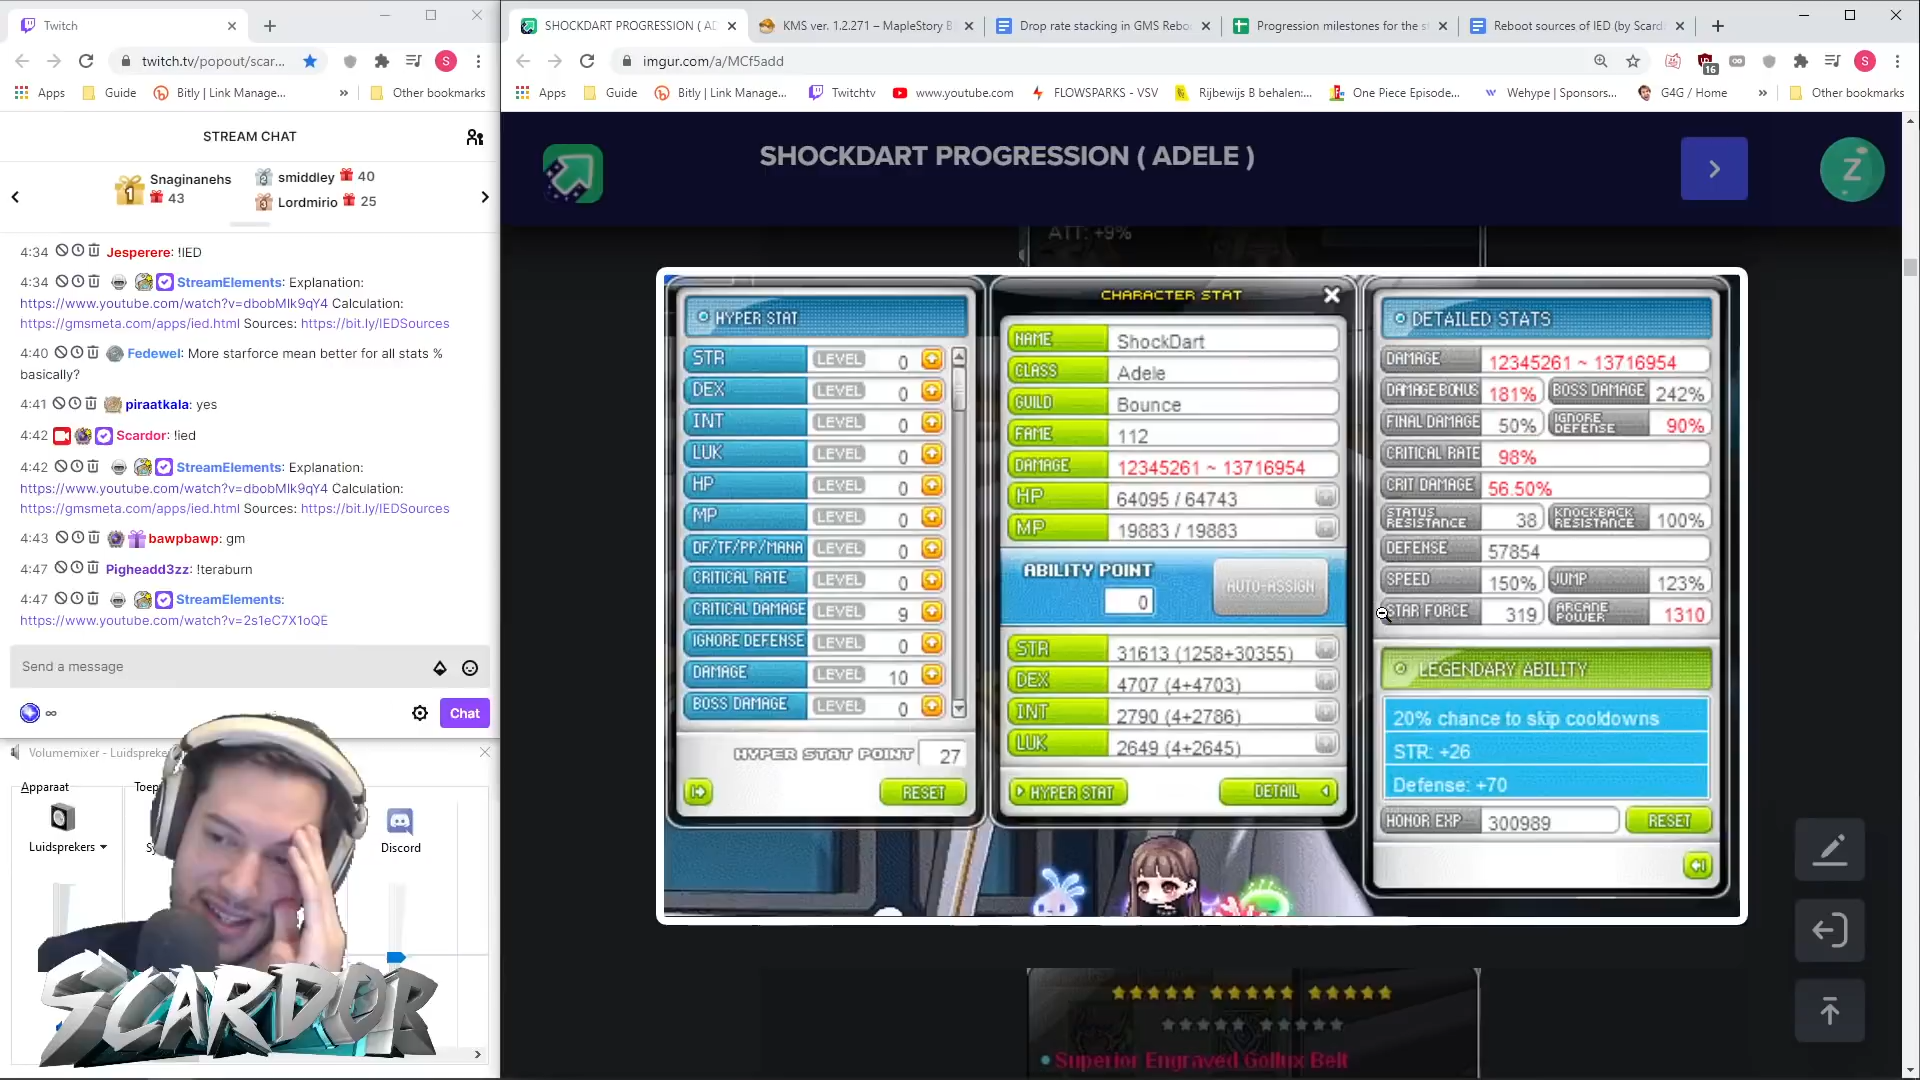 Twitch
twitch.tv/popout/scar...
Apps
Guide
Bitly | Link Manage...
»
Other bookmarks
STREAM CHAT
Snaginanehs
43
smiddley 40
Lordmirio 25
4:34 Jesperere: !IED
4:34 StreamElements: Explanation:
https://www.youtube.com/watch?v=dbobMIk9qY4 Calculation:
https://gmsmeta.com/apps/ied.html Sources: https://bit.ly/IEDSources
4:40 Fedewel: More starforce mean better for all stats %
basically?
4:41 piraatkala: yes
4:42 Scardor: !ied
4:42 StreamElements: Explanation:
https://www.youtube.com/watch?v=dbobMIk9qY4 Calculation:
https://gmsmeta.com/apps/ied.html Sources: https://bit.ly/IEDSources
4:43 bawpbawp: gm
4:47 Pigheadd3zz: !teraburn
4:47 StreamElements:
https://www.youtube.com/watch?v=2s1eC7X1oQE
Send a message
∞
Chat
Volumemixer - Luidspreke
Apparaat
Toep
Luidsprekers
Discord
SCARDOR
SHOCKDART PROGRESSION ( AD
KMS ver. 1.2.271 – MapleStory B
Drop rate stacking in GMS Rebo
Progression milestones for the s
Reboot sources of IED (by Scard
imgur.com/a/MCf5add
16
Apps
Guide
Bitly | Link Manage...
Twitchtv
www.youtube.com
FLOWSPARKS - VSV
Rijbewijs B behalen:...
One Piece Episode...
Wehype | Sponsors...
G4G / Home
»
Other bookmarks
SHOCKDART PROGRESSION ( ADELE )
Z
ATT: +9%
HYPER STAT
STR LEVEL 0
DEX LEVEL 0
INT LEVEL 0
LUK LEVEL 0
HP LEVEL 0
MP LEVEL 0
DF/TF/PP/MANA LEVEL 0
CRITICAL RATE LEVEL 0
CRITICAL DAMAGE LEVEL 9
IGNORE DEFENSE LEVEL 0
DAMAGE LEVEL 10
BOSS DAMAGE LEVEL 0
HYPER STAT POINT 27
RESET
CHARACTER STAT
NAME ShockDart
CLASS Adele
GUILD Bounce
FAME 112
DAMAGE 12345261 ~ 13716954
HP 64095 / 64743
MP 19883 / 19883
ABILITY POINT
0
AUTO-ASSIGN
STR 31613 (1258+30355)
DEX 4707 (4+4703)
INT 2790 (4+2786)
LUK 2649 (4+2645)
HYPER STAT
DETAIL
DETAILED STATS
DAMAGE 12345261 ~ 13716954
DAMAGE BONUS 181% BOSS DAMAGE 242%
FINAL DAMAGE 50% IGNORE DEFENSE 90%
CRITICAL RATE 98%
CRIT DAMAGE 56.50%
STATUS RESISTANCE 38 KNOCKBACK RESISTANCE 100%
DEFENSE 57854
SPEED 150% JUMP 123%
STAR FORCE 319 ARCANE POWER 1310
LEGENDARY ABILITY
20% chance to skip cooldowns
STR: +26
Defense: +70
HONOR EXP 300989
RESET
Superior Engraved Gollux Belt